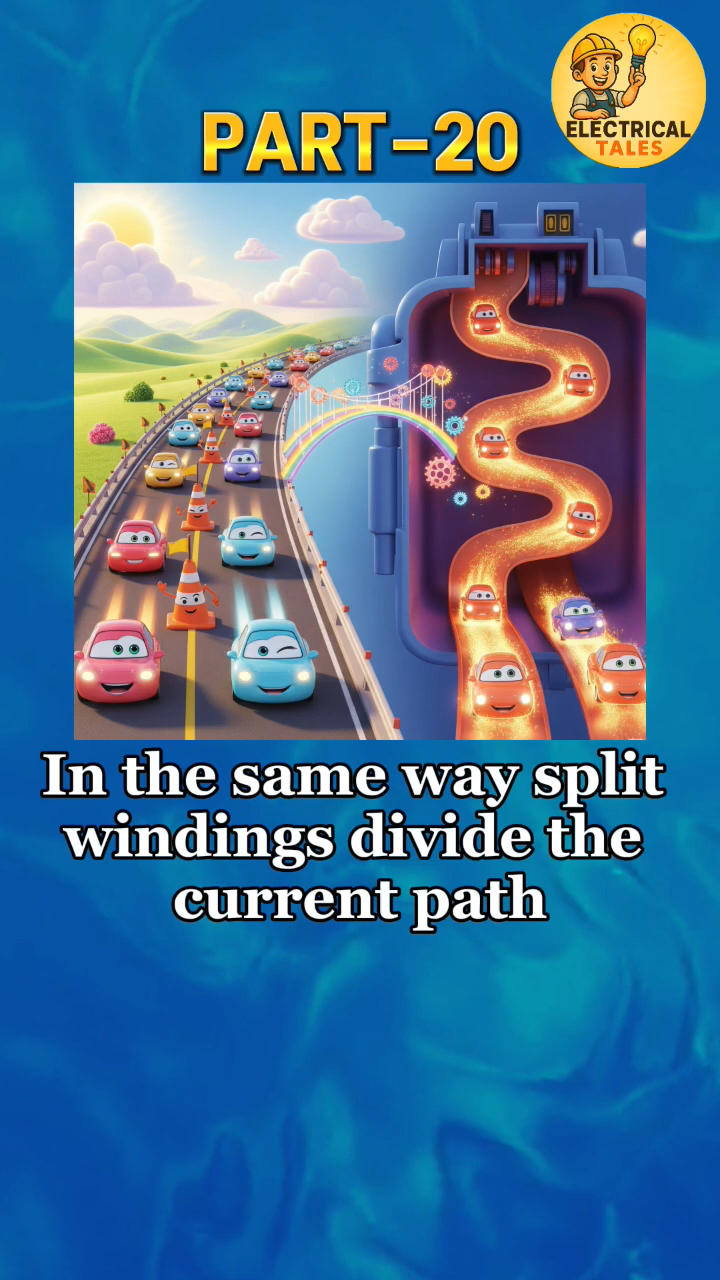 ELECTRICAL
TALES
PART-20
In the same way split
windings divide the
current path